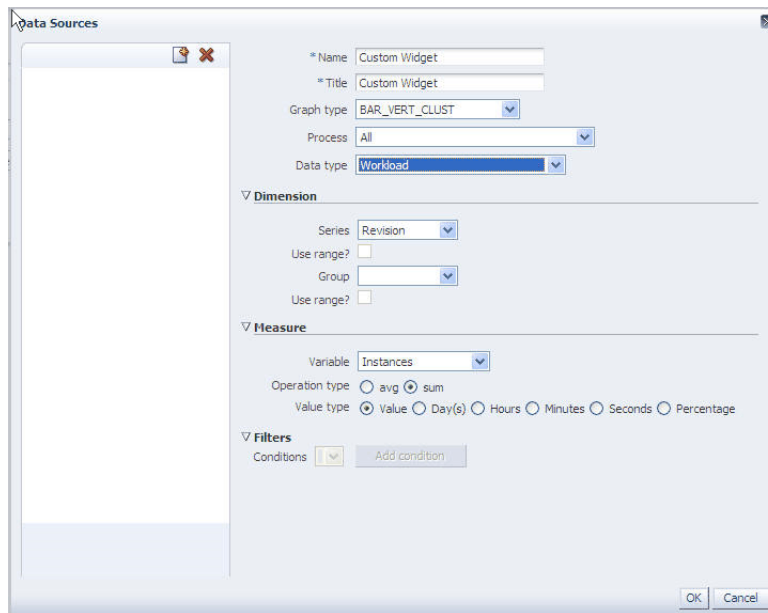 Data Sources
* Name Custom Widget
* Title Custom Widget
Graph type BAR_VERT_CLUST
Process All
Data type Workload
Dimension
Series Revision
Use range?
Group
Use range?
Measure
Variable Instances
Operation type avg sum
Value type Value Day(s) Hours Minutes Seconds Percentage
Filters
Conditions Add condition
OK Cancel